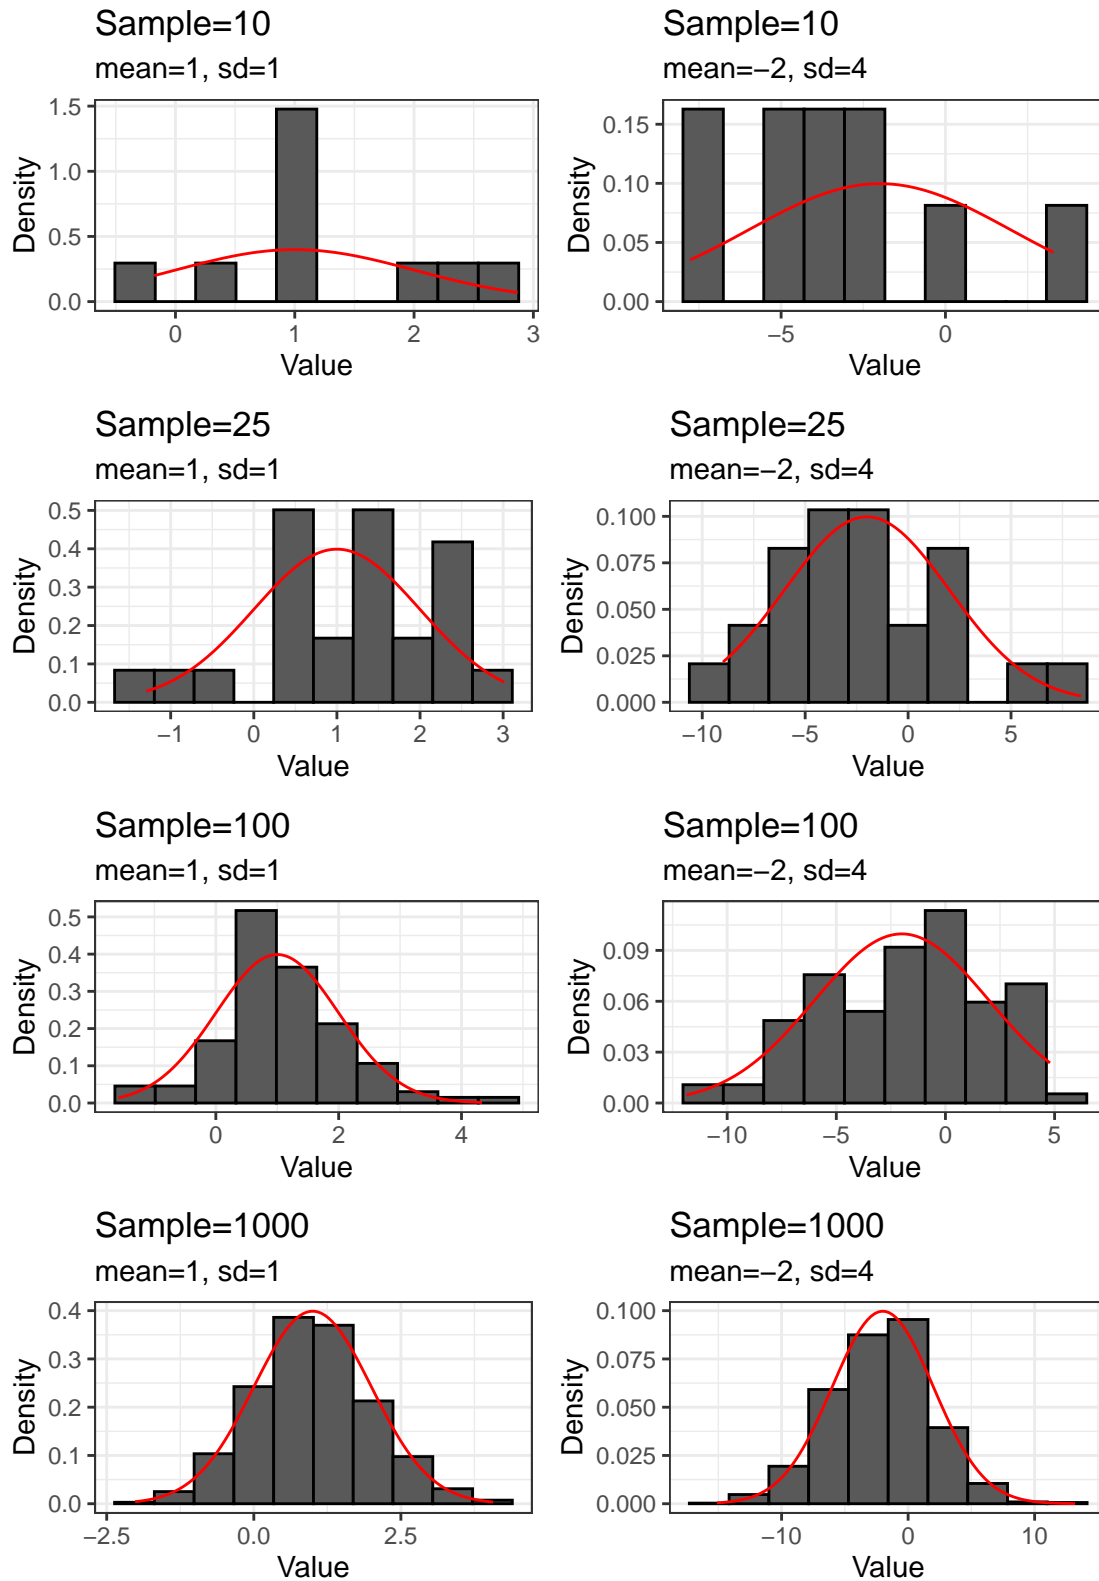 Sample=10
mean=1, sd=1
1.5
1.0
0.5
0.0
Density
0
1
2
3
Value
Sample=10
mean=−2, sd=4
0.15
0.10
0.05
0.00
Density
−5
0
Value
Sample=25
mean=1, sd=1
0.5
0.4
0.3
0.2
0.1
0.0
Density
−1
0
1
2
3
Value
Sample=25
mean=−2, sd=4
0.100
0.075
0.050
0.025
0.000
Density
−10
−5
0
5
Value
Sample=100
mean=1, sd=1
0.5
0.4
0.3
0.2
0.1
0.0
Density
0
2
4
Value
Sample=100
mean=−2, sd=4
0.09
0.06
0.03
0.00
Density
−10
−5
0
5
Value
Sample=1000
mean=1, sd=1
0.4
0.3
0.2
0.1
0.0
Density
−2.5
0.0
2.5
Value
Sample=1000
mean=−2, sd=4
0.100
0.075
0.050
0.025
0.000
Density
−10
0
10
Value